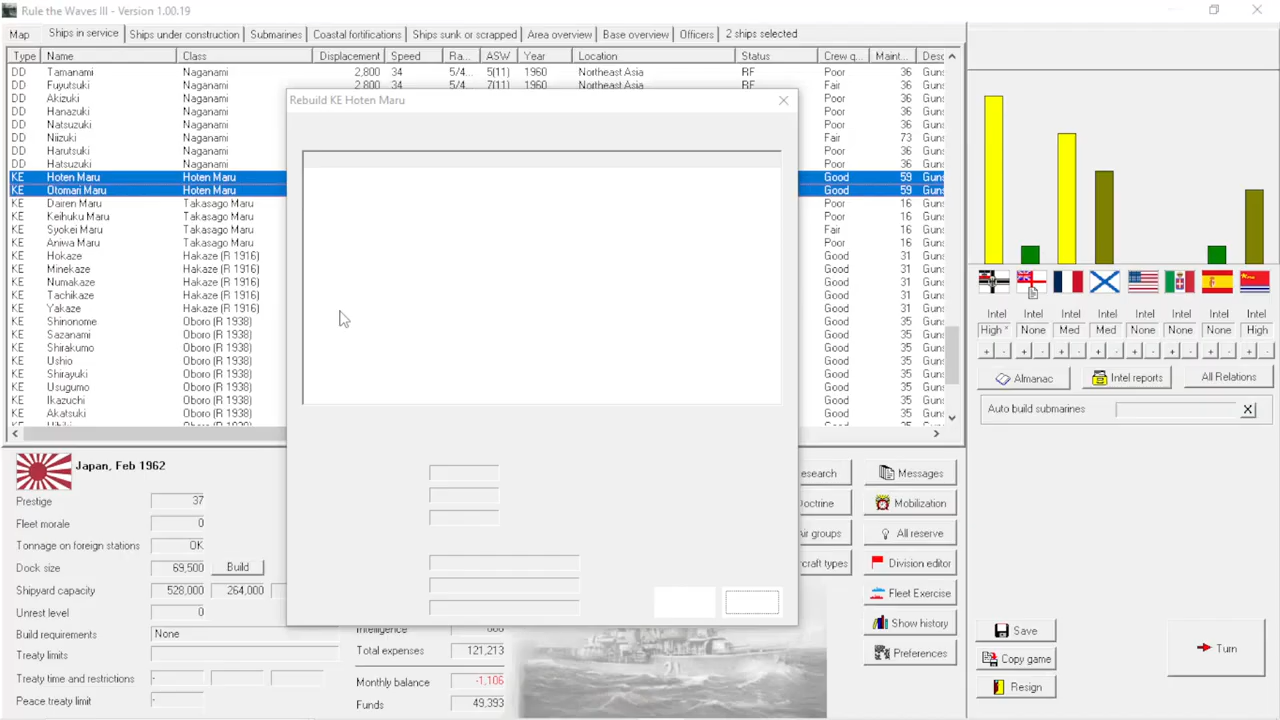 Rule the Waves III - Version 1.00.19
Map Ships in service Ships under construction Submarines Coastal fortifications Ships sunk or scrapped Area overview Base overview Officers 2 ships selected
Type Name Class Displacement Speed Ra... ASW Year Location Status Crew q... Maint... Desc
DD Tamanami Naganami 2,800 34 5/4... 5(11) 1960 Northeast Asia RF Poor 36 Guns
DD Fuyutsuki Naganami 2,800 34 5/4... 7(11) 1960 Northeast Asia RF Fair 36 Guns
DD Akizuki Naganami Poor 36 Guns
DD Hanazuki Naganami Poor 36 Guns
DD Natsuzuki Naganami Poor 36 Guns
DD Niizuki Naganami Fair 73 Guns
DD Harutsuki Naganami Poor 36 Guns
DD Hatsuzuki Naganami Poor 36 Guns
KE Hoten Maru Hoten Maru Good 59 Guns
KE Otomari Maru Hoten Maru Good 59 Guns
KE Dairen Maru Takasago Maru Poor 16 Guns
KE Keihuku Maru Takasago Maru Poor 16 Guns
KE Syokei Maru Takasago Maru Fair 16 Guns
KE Aniwa Maru Takasago Maru Poor 16 Guns
KE Hokaze Hakaze (R 1916) Good 31 Guns
KE Minekaze Hakaze (R 1916) Good 31 Guns
KE Numakaze Hakaze (R 1916) Good 31 Guns
KE Tachikaze Hakaze (R 1916) Good 31 Guns
KE Yakaze Hakaze (R 1916) Good 31 Guns
KE Shinonome Oboro (R 1938) Good 35 Guns
KE Sazanami Oboro (R 1938) Good 35 Guns
KE Shirakumo Oboro (R 1938) Good 35 Guns
KE Ushio Oboro (R 1938) Good 35 Guns
KE Shirayuki Oboro (R 1938) Good 35 Guns
KE Usugumo Oboro (R 1938) Good 35 Guns
KE Ikazuchi Oboro (R 1938) Good 35 Guns
KE Akatsuki Oboro (R 1938) Good 35 Guns
Rebuild KE Hoten Maru
Intel Intel Intel Intel Intel Intel Intel Intel
High * None Med Med None None None High
+ - + - + - + - + - + - + - + -
Almanac Intel reports All Relations
Auto build submarines X
Japan, Feb 1962
Prestige 37
Fleet morale 0
Tonnage on foreign stations OK
Dock size 69,500 Build
Shipyard capacity 528,000 264,000
Unrest level 0
Build requirements None
Treaty limits
Treaty time and restrictions - -
Peace treaty limit -
Intelligence
Total expenses 121,213
Monthly balance -1,106
Funds 49,393
esearch Messages
Doctrine Mobilization
Air groups All reserve
rcraft types Division editor
Fleet Exercise
Show history
Preferences
Save
Copy game
Resign
Turn